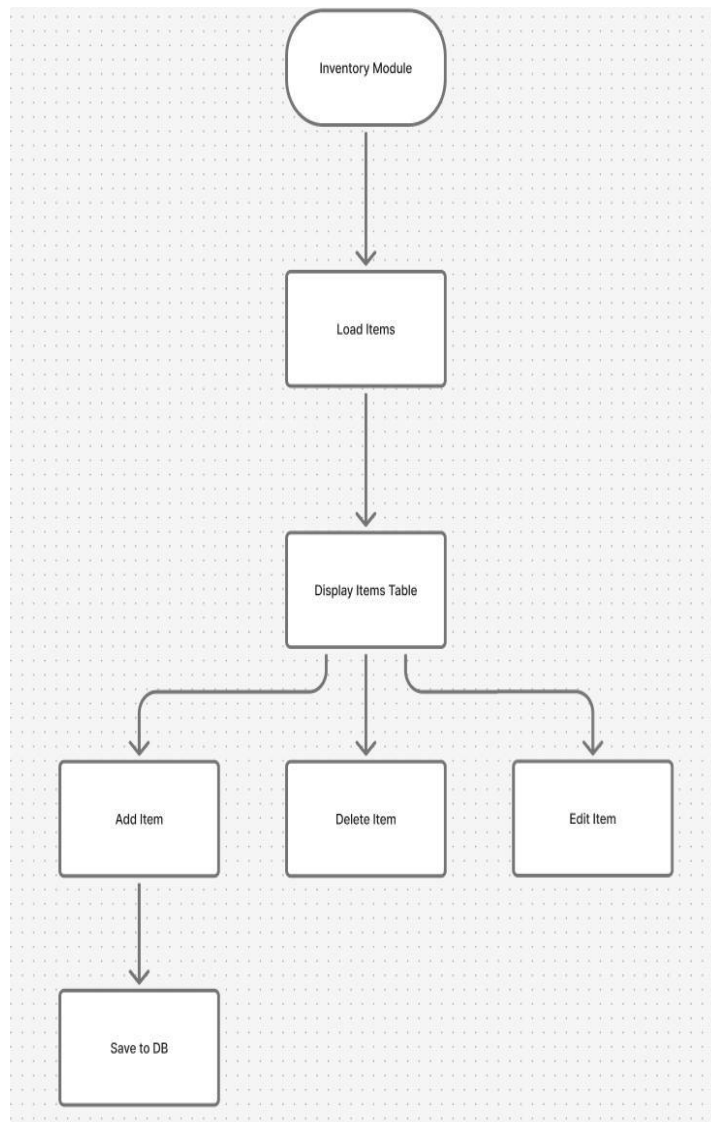 Inventory Module
Load Items
Display Items Table
Add Item
Delete Item
Edit Item
Save to DB